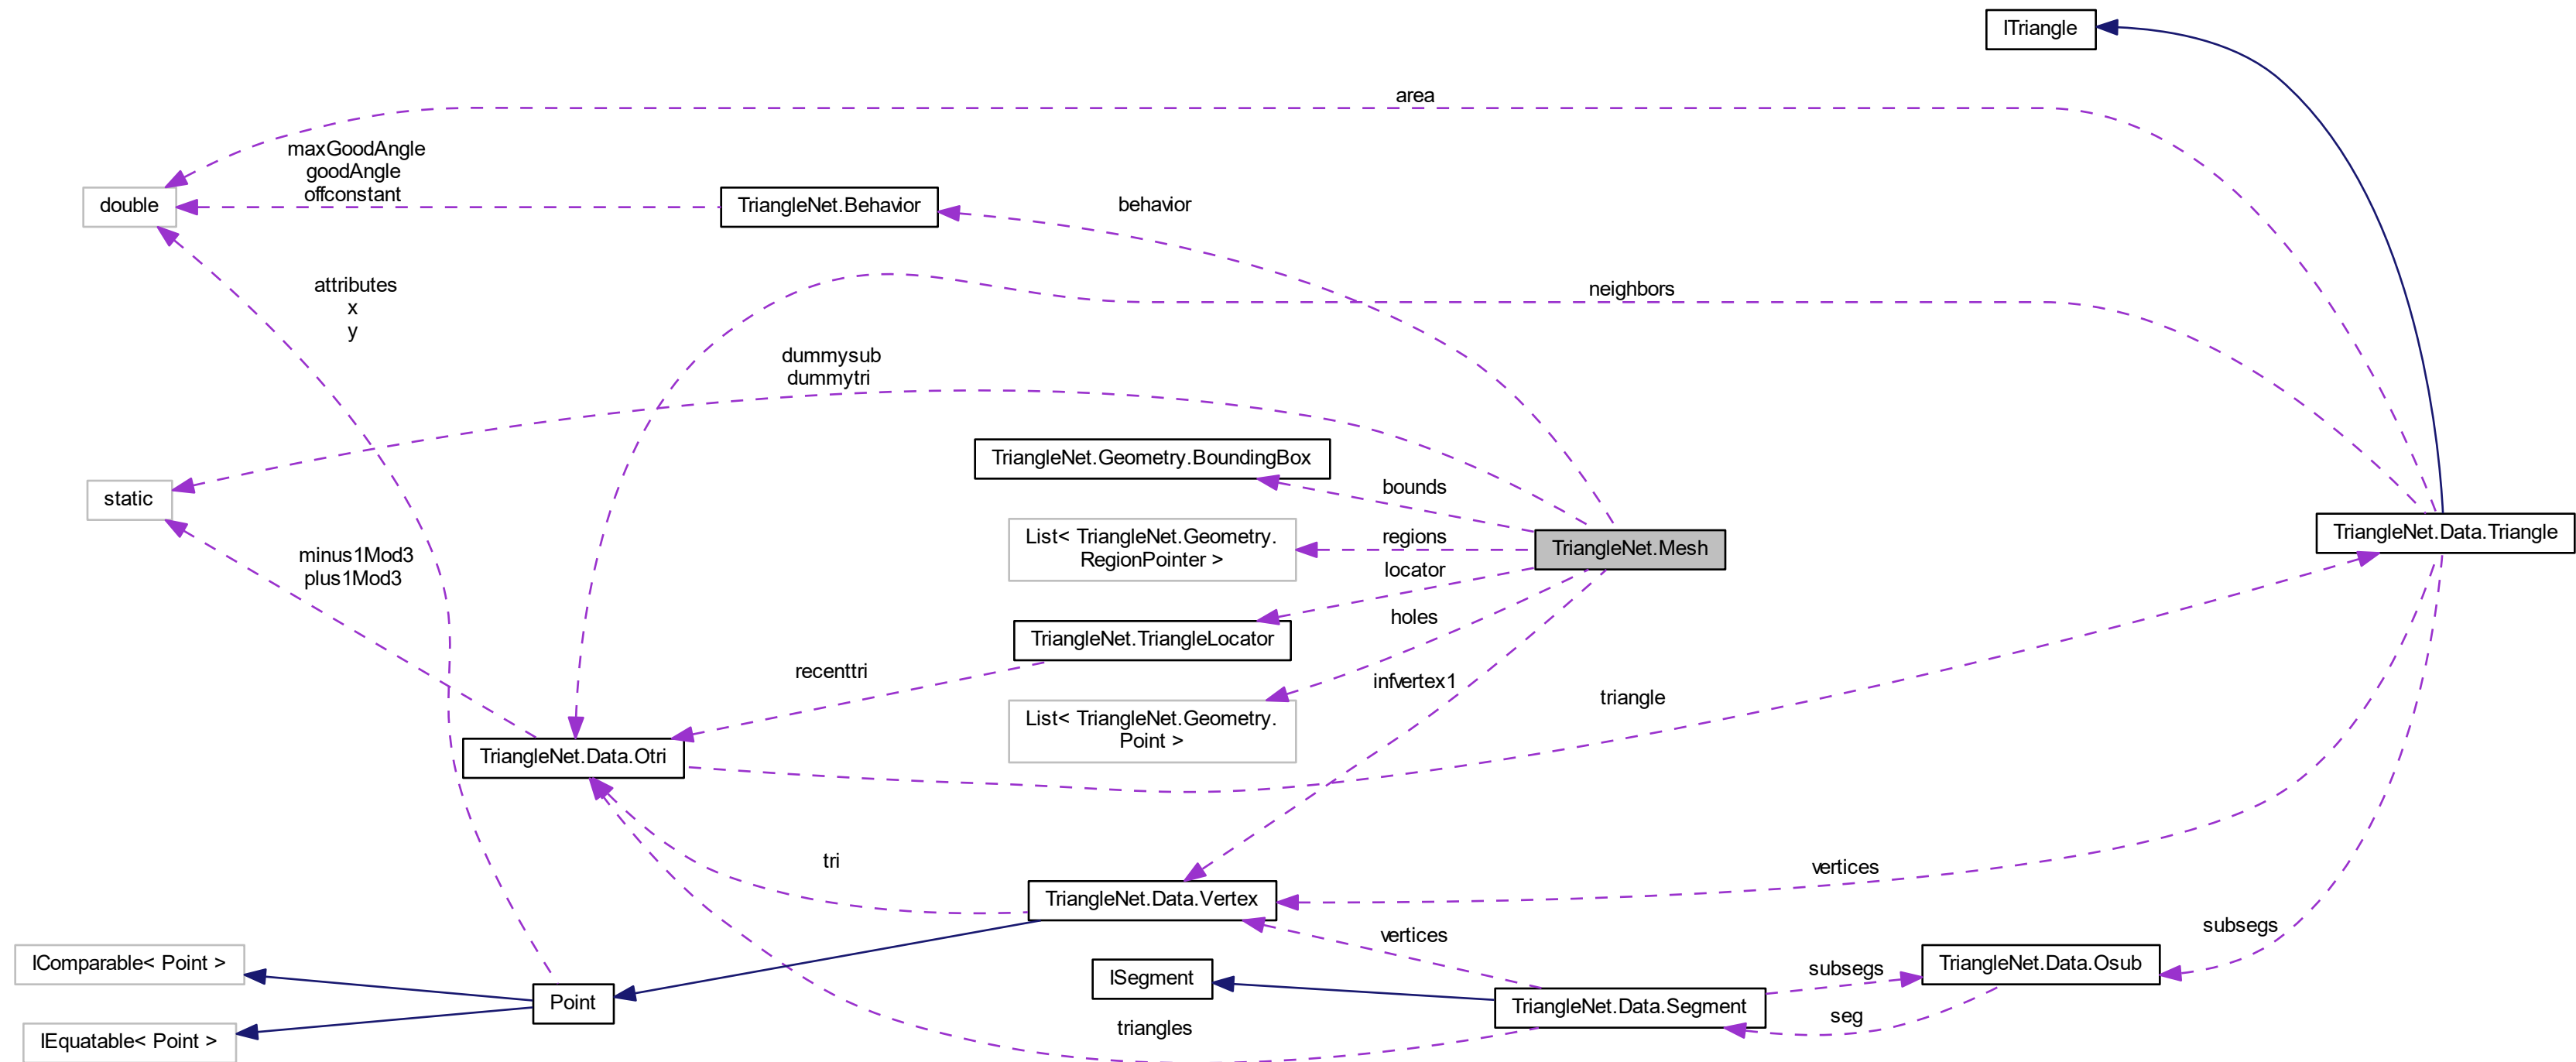 ITriangle
area
maxGoodAngle
goodAngle
offconstant
double
TriangleNet.Behavior
behavior
attributes
x
y
neighbors
dummysub
dummytri
TriangleNet.Geometry.BoundingBox
bounds
static
List< TriangleNet.Geometry.
RegionPointer >
regions
TriangleNet.Mesh
TriangleNet.Data.Triangle
minus1Mod3
plus1Mod3
locator
holes
TriangleNet.TriangleLocator
recenttri
infvertex1
triangle
List< TriangleNet.Geometry.
Point >
TriangleNet.Data.Otri
tri
vertices
TriangleNet.Data.Vertex
vertices
subsegs
IComparable< Point >
ISegment
subsegs
TriangleNet.Data.Osub
Point
TriangleNet.Data.Segment
seg
triangles
IEquatable< Point >